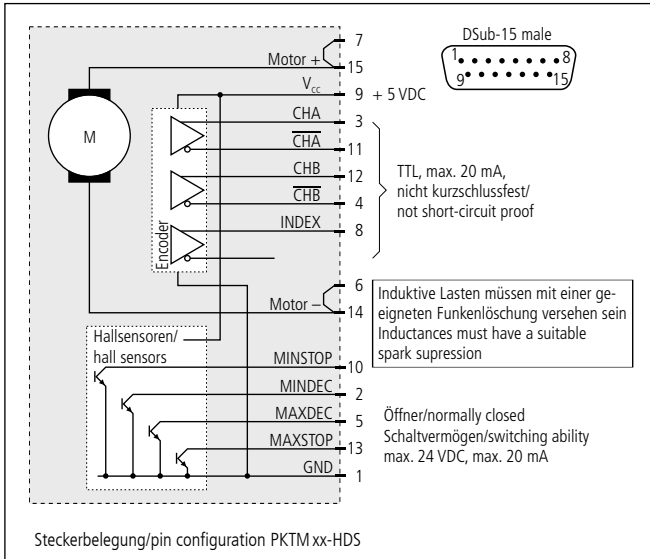 DSub-15 male
1 8
9 15
7
Motor +
15
Vcc 9 + 5 VDC
CHA 3
CHA 11
CHB 12
CHB 4
INDEX 8
M
Encoder
TTL, max. 20 mA,
nicht kurzschlussfest/
not short-circuit proof
6
Motor –
14
Induktive Lasten müssen mit einer ge-
eigneten Funkenlöschung versehen sein
Inductances must have a suitable
spark supression
Hallsensoren/
hall sensors
MINSTOP 10
MINDEC 2
MAXDEC 5
MAXSTOP 13
GND 1
Öffner/normally closed
Schaltvermögen/switching ability
max. 24 VDC, max. 20 mA
Steckerbelegung/pin configuration PKTM xx-HDS